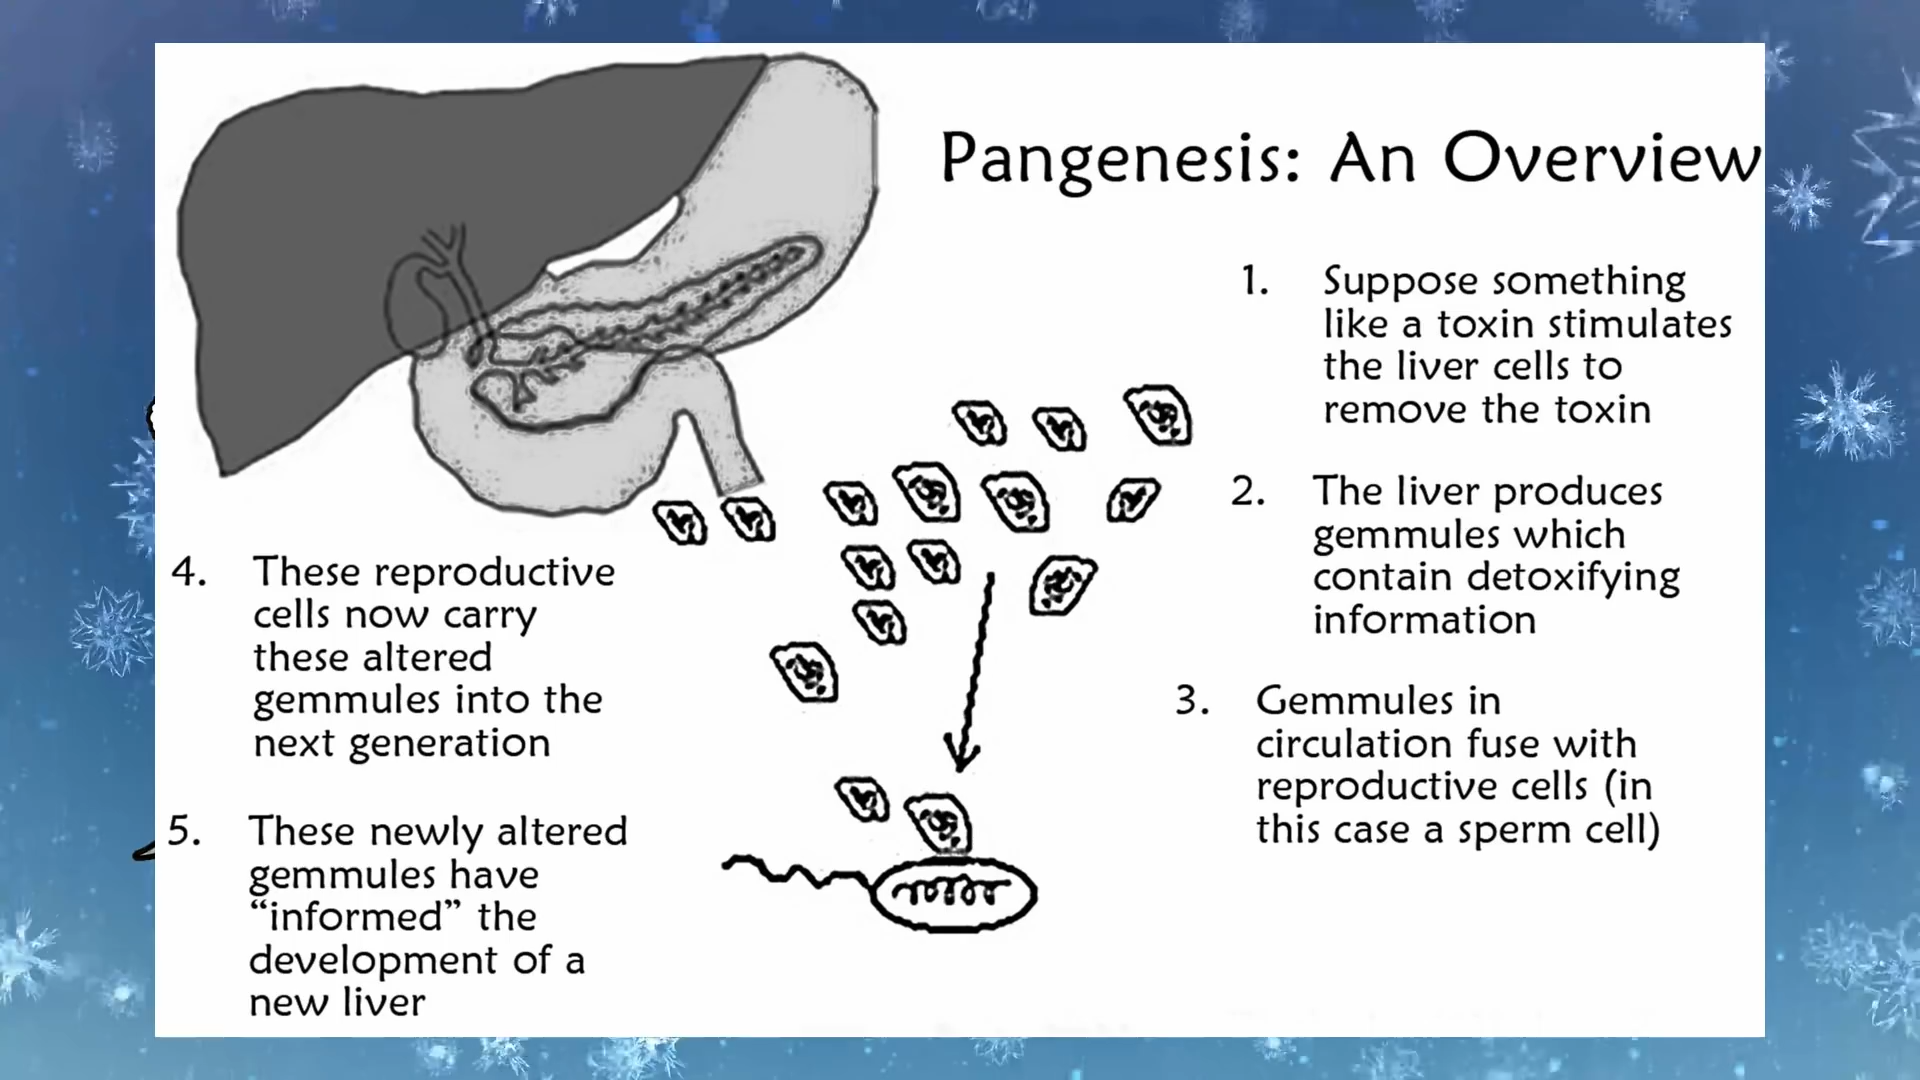 Pangenesis: An Overview
1. Suppose something
like a toxin stimulates
the liver cells to
remove the toxin
2. The liver produces
gemmules which
contain detoxifying
information
3. Gemmules in
circulation fuse with
reproductive cells (in
this case a sperm cell)
4. These reproductive
cells now carry
these altered
gemmules into the
next generation
5. These newly altered
gemmules have
“informed” the
development of a
new liver